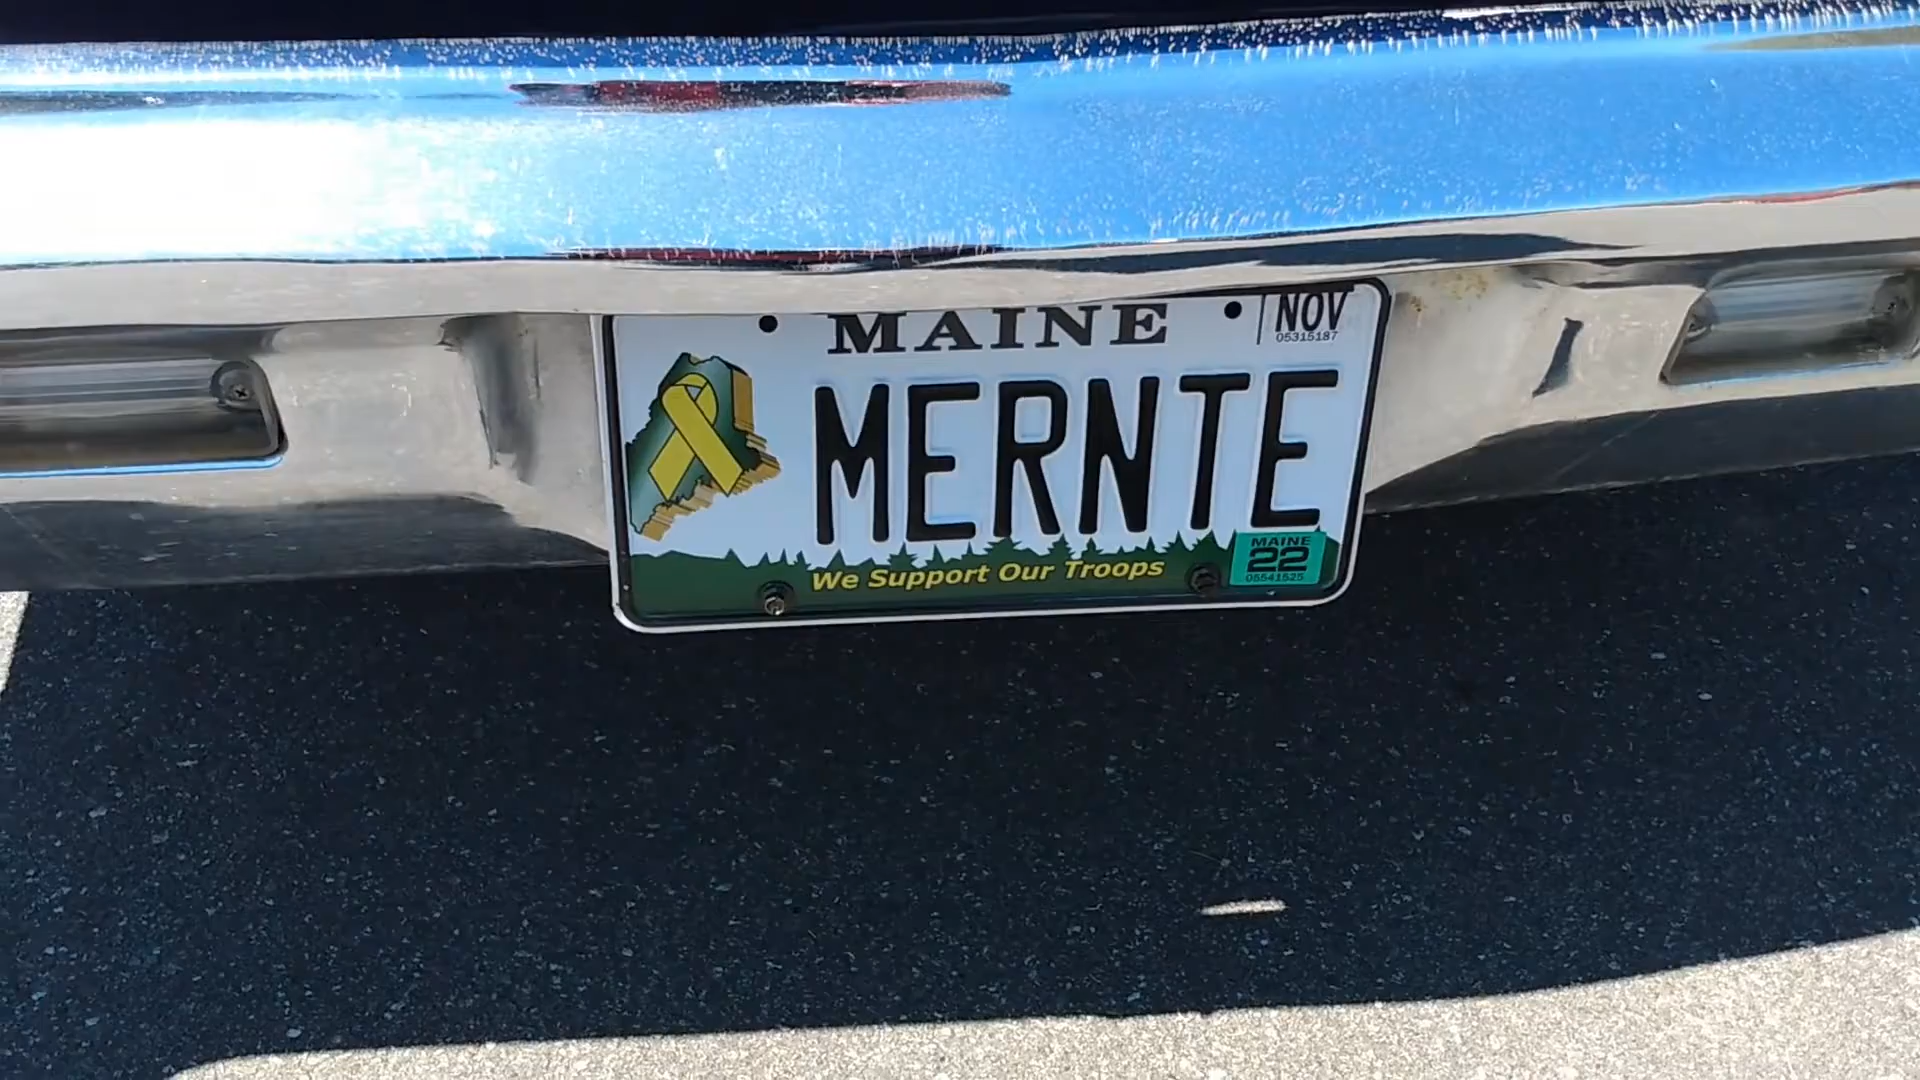 MAINE
NOV
05315187
MERNTE
We Support Our Troops
MAINE
22
05541525